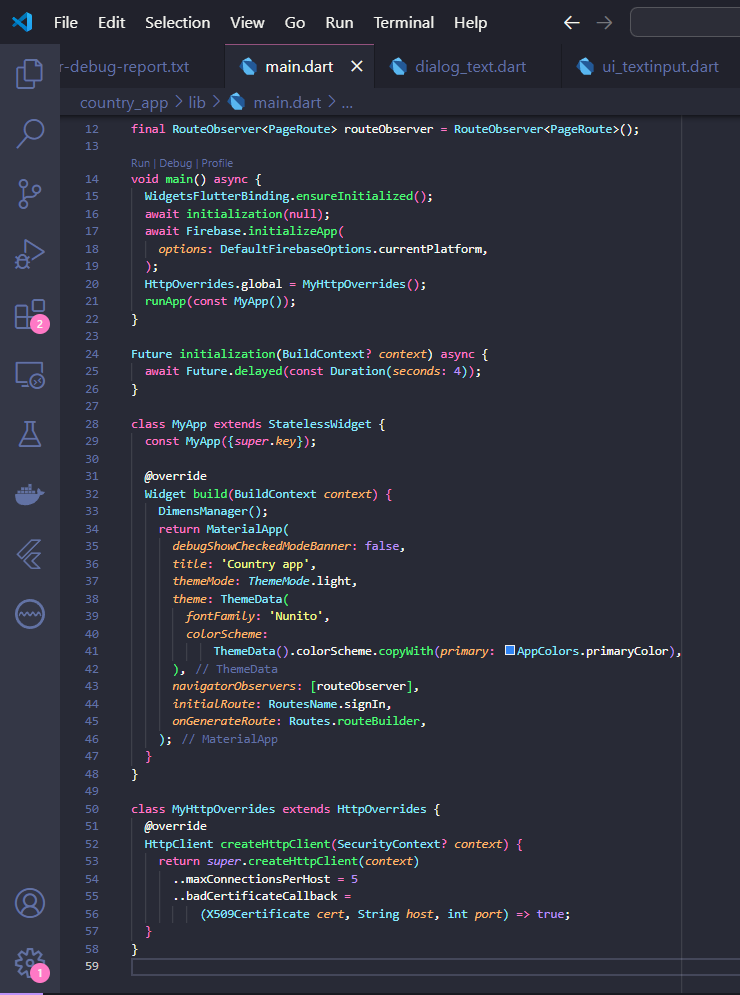 File Edit Selection View Go Run Terminal Help
r-debug-report.txt main.dart dialog_text.dart ui_textinput.dart
country_app > lib > main.dart > ...
12 final RouteObserver<PageRoute> routeObserver = RouteObserver<PageRoute>();
13
Run | Debug | Profile
14 void main() async {
15 WidgetsFlutterBinding.ensureInitialized();
16 await initialization(null);
17 await Firebase.initializeApp(
18 options: DefaultFirebaseOptions.currentPlatform,
19 );
20 HttpOverrides.global = MyHttpOverrides();
21 runApp(const MyApp());
22 }
23
24 Future initialization(BuildContext? context) async {
25 await Future.delayed(const Duration(seconds: 4));
26 }
27
28 class MyApp extends StatelessWidget {
29 const MyApp({super.key});
30
31 @override
32 Widget build(BuildContext context) {
33 DimensManager();
34 return MaterialApp(
35 debugShowCheckedModeBanner: false,
36 title: 'Country app',
37 themeMode: ThemeMode.light,
38 theme: ThemeData(
39 fontFamily: 'Nunito',
40 colorScheme:
41 ThemeData().colorScheme.copyWith(primary: AppColors.primaryColor),
42 ), // ThemeData
43 navigatorObservers: [routeObserver],
44 initialRoute: RoutesName.signIn,
45 onGenerateRoute: Routes.routeBuilder,
46 ); // MaterialApp
47 }
48 }
49
50 class MyHttpOverrides extends HttpOverrides {
51 @override
52 HttpClient createHttpClient(SecurityContext? context) {
53 return super.createHttpClient(context)
54 ..maxConnectionsPerHost = 5
55 ..badCertificateCallback =
56 (X509Certificate cert, String host, int port) => true;
57 }
58 }
59
2
1